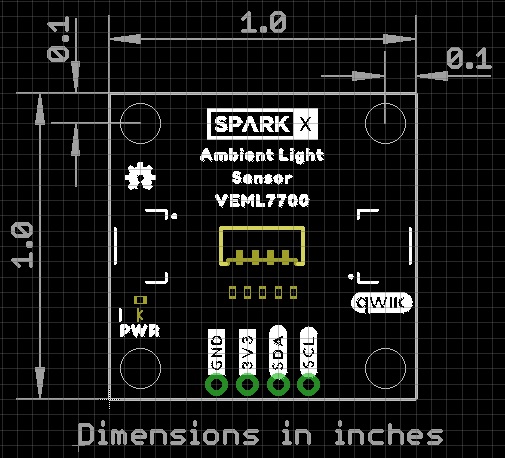 1.0
0.1
0.1
SPARK X
Ambient Light
Sensor
VEML7700
1.0
qwiic
PWR
GND
3V3
SDA
SCL
Dimensions in inches